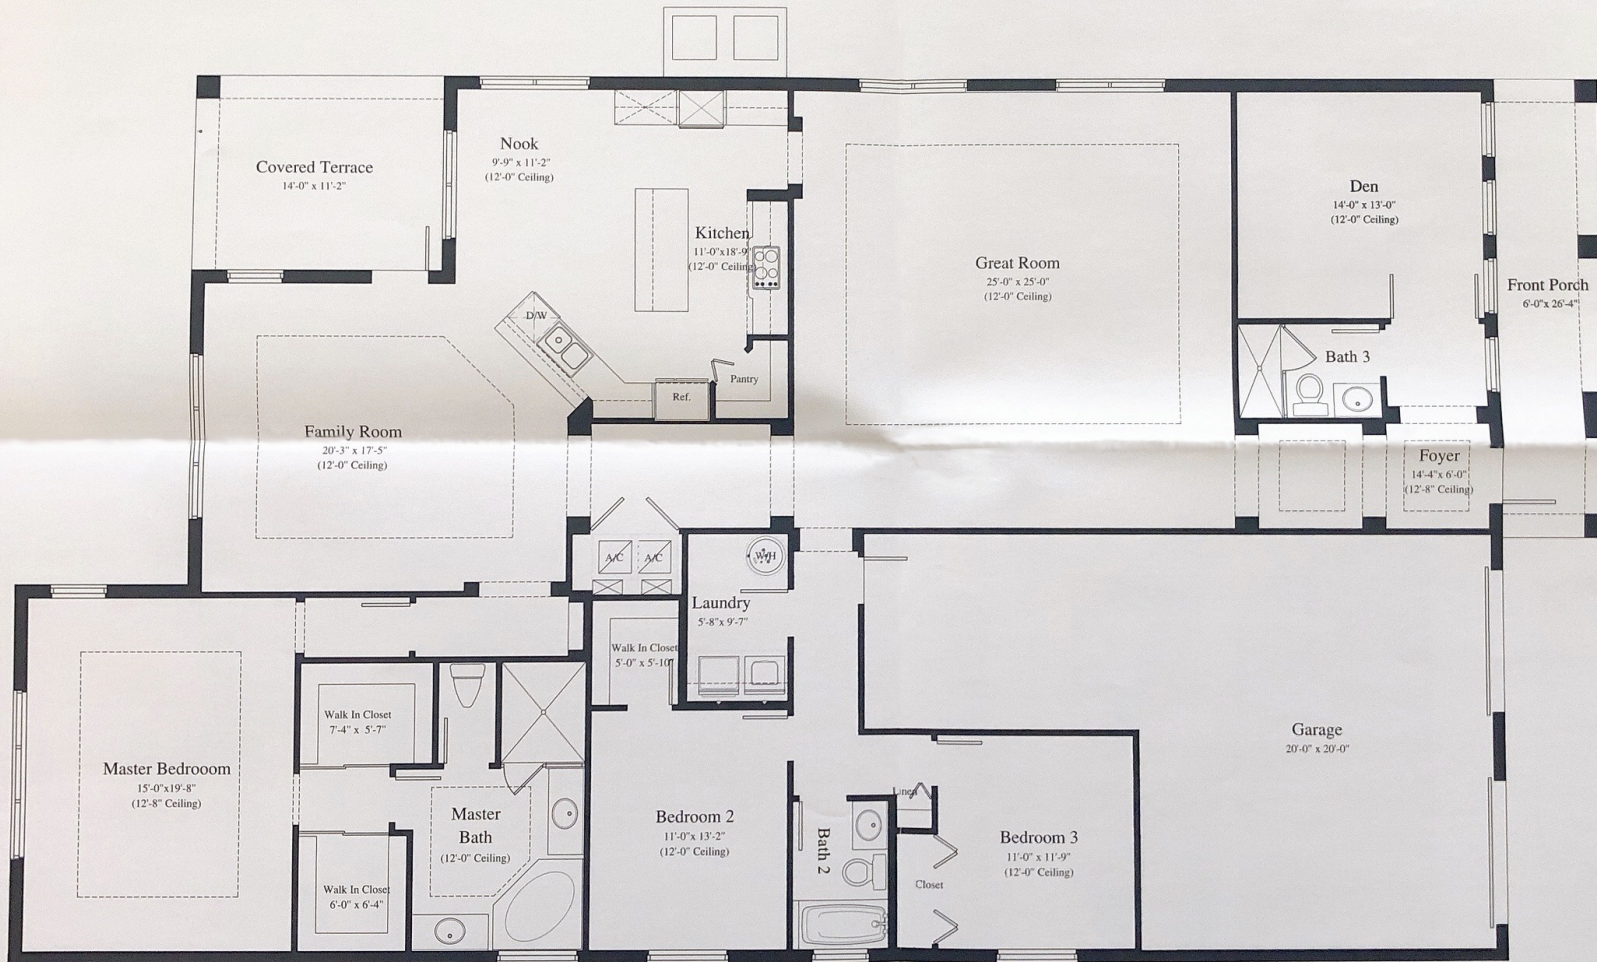 Covered Terrace
14'-0" x 11'-2"
Nook
9'-9" x 11'-2"
(12'-0" Ceiling)
Kitchen
11'-0"x18'-9"
(12'-0" Ceiling)
Great Room
25'-0" x 25'-0"
(12'-0" Ceiling)
Den
14'-0" x 13'-0"
(12'-0" Ceiling)
Front Porch
6'-0"x 26'-4"
D/W
Bath 3
Pantry
Ref.
Family Room
20'-3" x 17'-5"
(12'-0" Ceiling)
Foyer
14'-4"x 6'-0"
(12'-8" Ceiling)
A/C
A/C
W/H
Laundry
5'-8"x 9'-7"
Walk In Closet
5'-0" x 5'-10"
Walk In Closet
7'-4" x 5'-7"
Garage
20'-0" x 20'-0"
Master Bedrooom
15'-0"x19'-8"
(12'-8" Ceiling)
Master
Bath
(12'-0" Ceiling)
Bedroom 2
11'-0"x 13'-2"
(12'-0" Ceiling)
Bath 2
Linen
Bedroom 3
11'-0" x 11'-9"
(12'-0" Ceiling)
Closet
Walk In Closet
6'-0" x 6'-4"